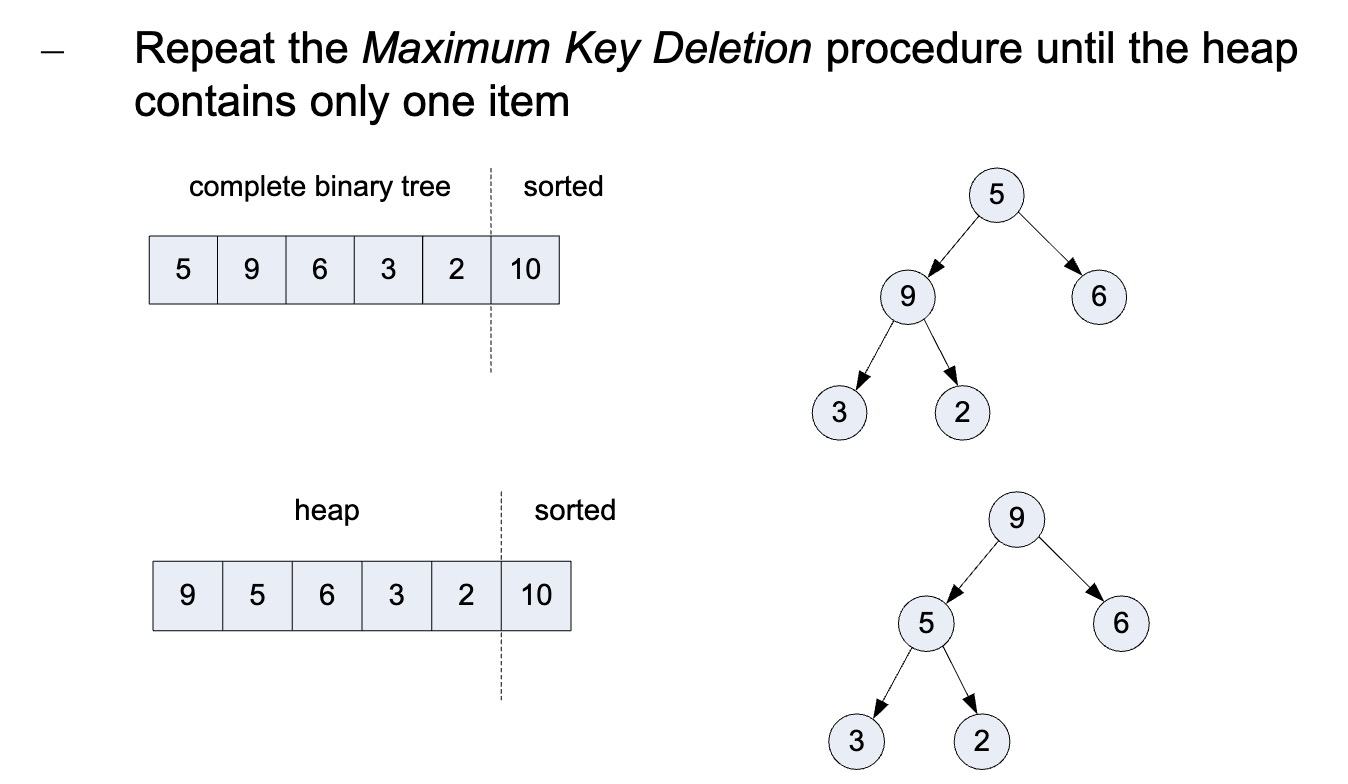 – Repeat the Maximum Key Deletion procedure until the heap
contains only one item
complete binary tree sorted
5 9 6 3 2 10
5
9 6
3 2
heap sorted
9 5 6 3 2 10
9
5 6
3 2